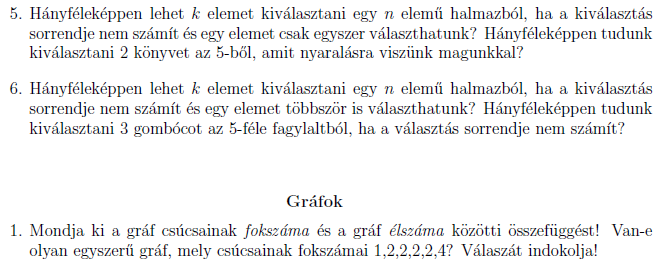 5. Hányféleképpen lehet k elemet kiválasztani egy n elemű halmazból, ha a kiválasztás
sorrendje nem számít és egy elemet csak egyszer választhatunk? Hányféleképpen tudunk
kiválasztani 2 könyvet az 5-ből, amit nyaralásra viszünk magunkkal?
6. Hányféleképpen lehet k elemet kiválasztani egy n elemű halmazból, ha a kiválasztás
sorrendje nem számít és egy elemet többször is választhatunk? Hányféleképpen tudunk
kiválasztani 3 gombócot az 5-féle fagylaltból, ha a választás sorrendje nem számít?
Gráfok
1. Mondja ki a gráf csúcsainak fokszáma és a gráf élszáma közötti összefüggést! Van-e
olyan egyszerű gráf, mely csúcsainak fokszámai 1,2,2,2,2,4? Válaszát indokolja!